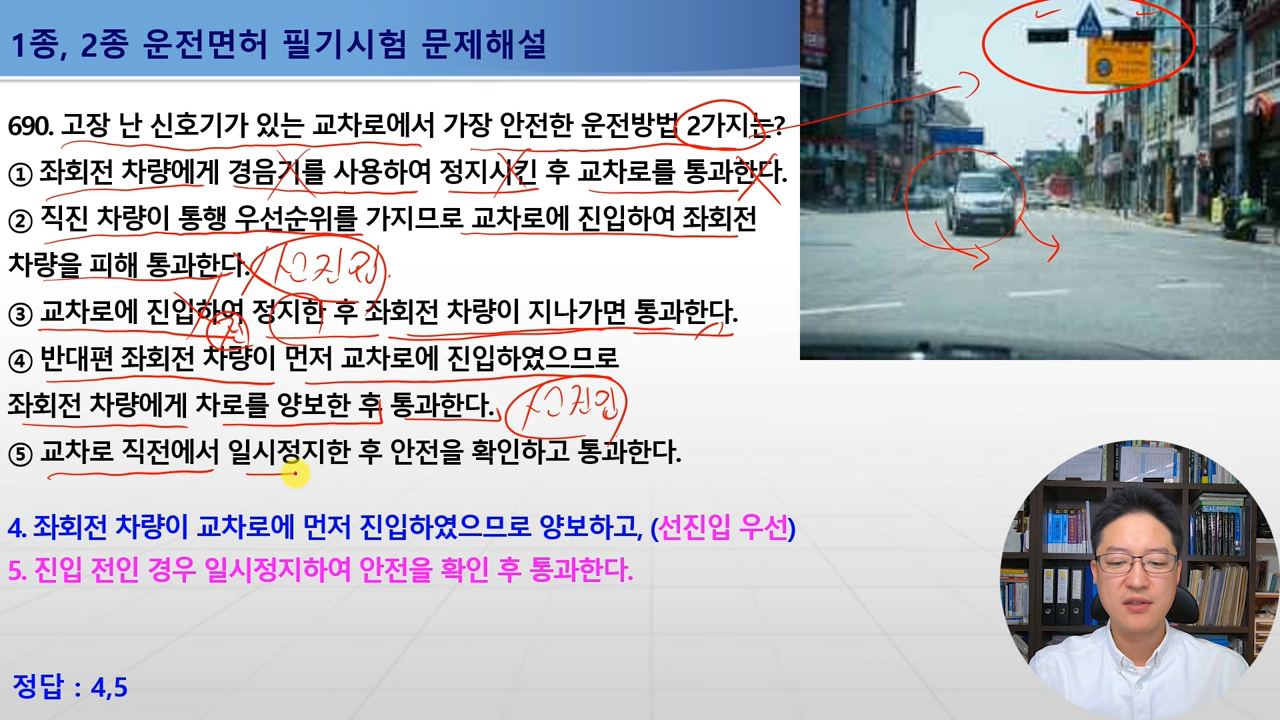 1종, 2종 운전면허 필기시험 문제해설
690. 고장 난 신호기가 있는 교차로에서 가장 안전한 운전방법 2가지는?
① 좌회전 차량에게 경음기를 사용하여 정지시킨 후 교차로를 통과한다.
② 직진 차량이 통행 우선순위를 가지므로 교차로에 진입하여 좌회전
차량을 피해 통과한다.
선진입
③ 교차로에 진입하여 정지한 후 좌회전 차량이 지나가면 통과한다.
전
④ 반대편 좌회전 차량이 먼저 교차로에 진입하였으므로
좌회전 차량에게 차로를 양보한 후 통과한다.
선진입
⑤ 교차로 직전에서 일시정지한 후 안전을 확인하고 통과한다.
4. 좌회전 차량이 교차로에 먼저 진입하였으므로 양보하고, (선진입 우선)
5. 진입 전인 경우 일시정지하여 안전을 확인 후 통과한다.
정답 : 4,5